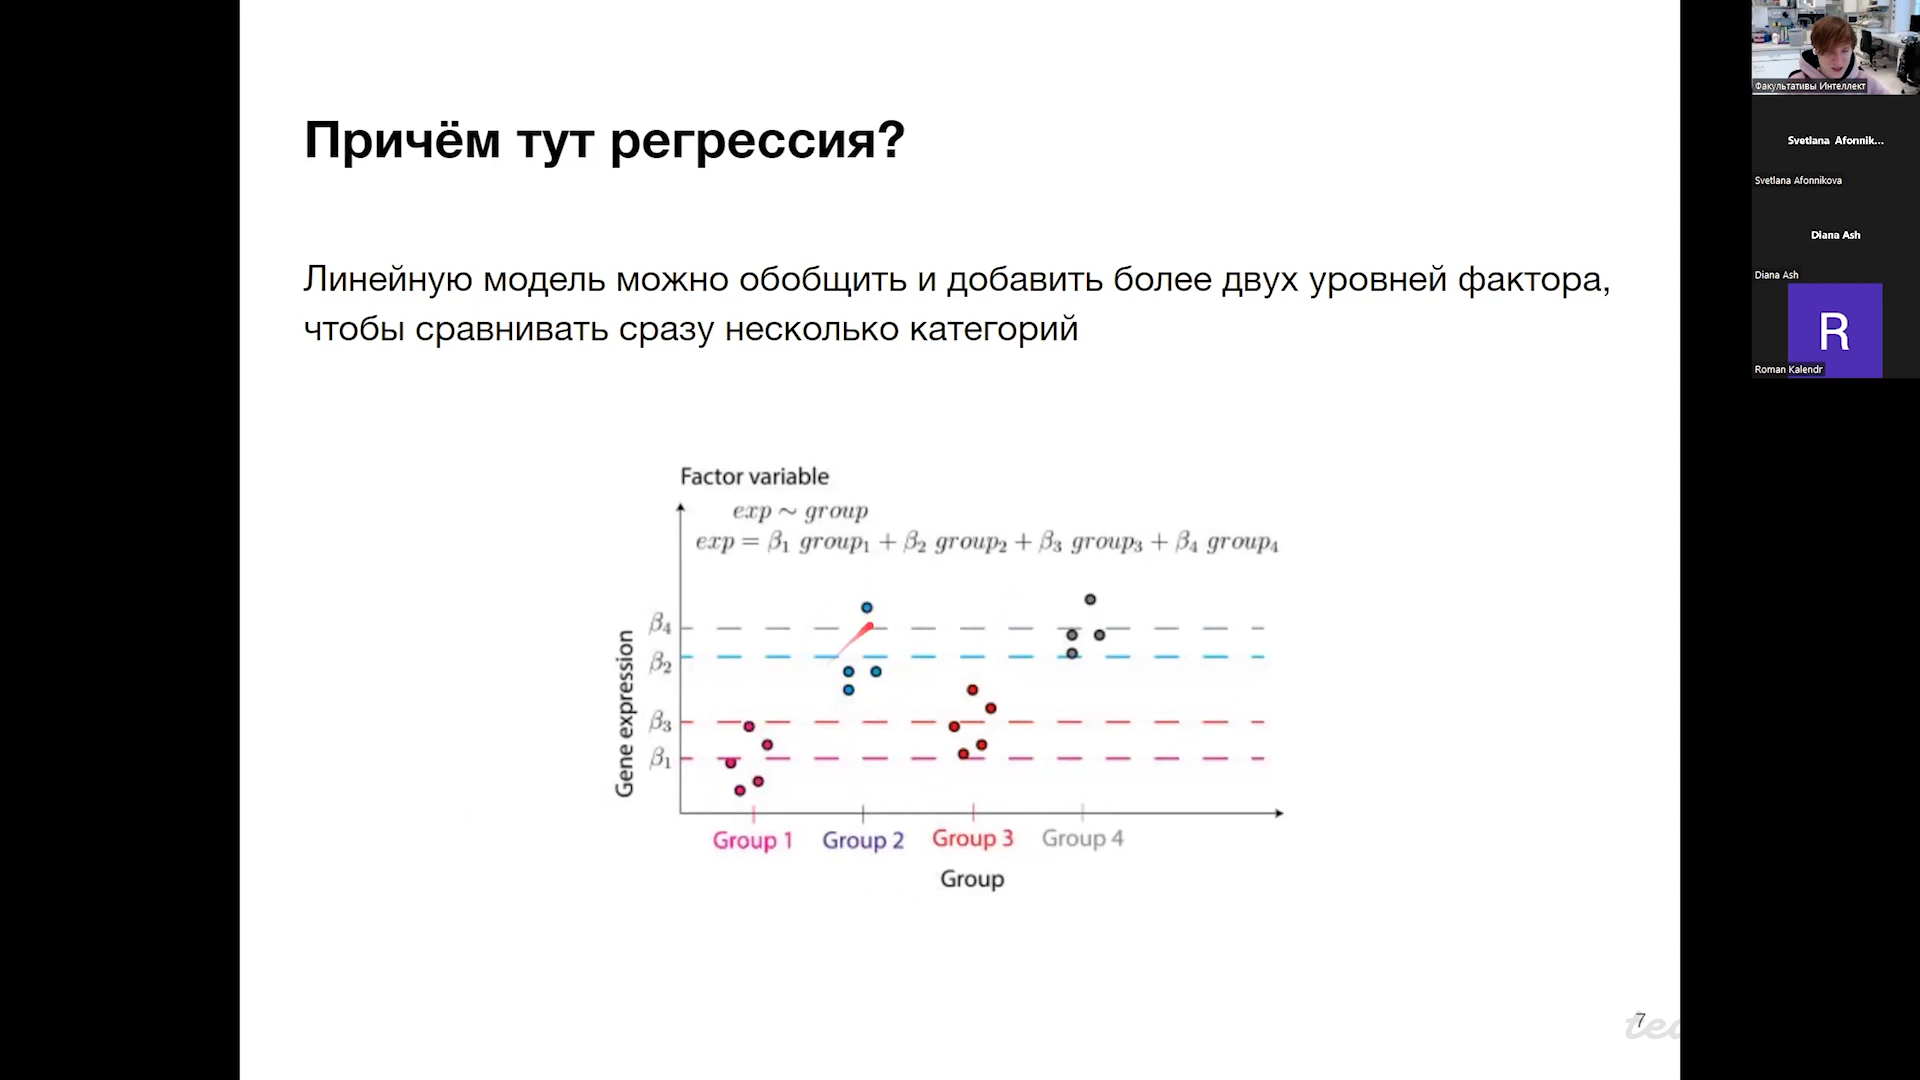 Причём тут регрессия?
Линейную модель можно обобщить и добавить более двух уровней фактора,
чтобы сравнивать сразу несколько категорий
Factor variable
exp ~ group
exp = β₁ group₁ + β₂ group₂ + β₃ group₃ + β₄ group₄
Gene expression
β₄
β₂
β₃
β₁
Group 1 Group 2 Group 3 Group 4
Group
7
Факультативы Интеллект
Svetlana Afonnik...
Svetlana Afonnikova
Diana Ash
Diana Ash
R
Roman Kalendr